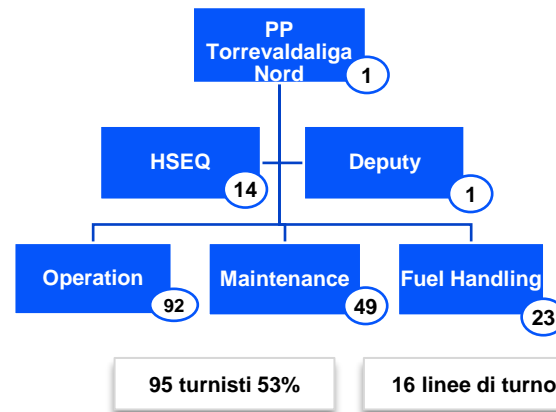 PP
Torrevaldaliga
Nord
1
HSEQ
14
Deputy
1
Operation
92
Maintenance
49
Fuel Handling
23
95 turnisti 53%
16 linee di turno